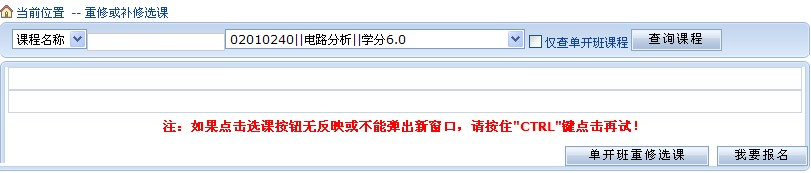 当前位置 -- 重修或补修选课
课程名称 02010240||电路分析||学分6.0 仅查单开班课程 查询课程
注：如果点击选课按钮无反映或不能弹出新窗口，请按住"CTRL"键点击再试！
单开班重修选课 我要报名